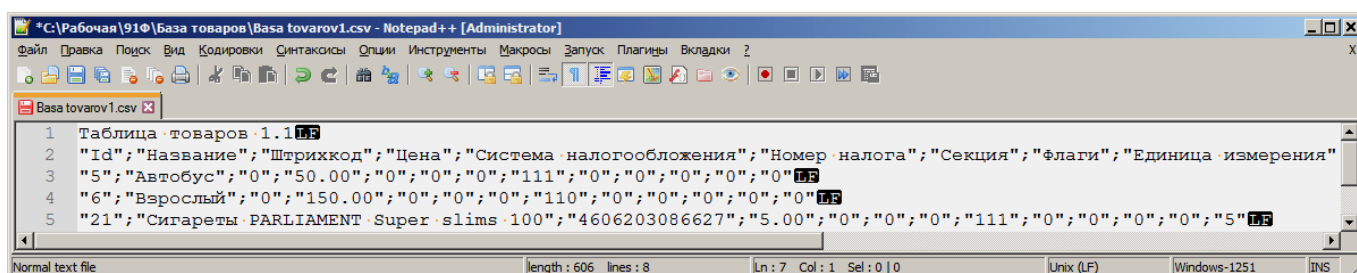 *C:\Рабочая\91Ф\База товаров\Basa tovarov1.csv - Notepad++ [Administrator]
Файл Правка Поиск Вид Кодировки Синтаксисы Опции Инструменты Макросы Запуск Плагины Вкладки ? X
Basa tovarov1.csv
1 Таблица·товаров·1.1LF
2 "Id";"Название";"Штрихкод";"Цена";"Система·налогообложения";"Номер·налога";"Секция";"Флаги";"Единица·измерения"
3 "5";"Автобус";"0";"50.00";"0";"0";"0";"111";"0";"0";"0";"0";"0"LF
4 "6";"Взрослый";"0";"150.00";"0";"0";"0";"110";"0";"0";"0";"0";"0"LF
5 "21";"Сигареты·PARLIAMENT·Super·slims·100";"4606203086627";"5.00";"0";"0";"0";"111";"0";"0";"0";"0";"5"LF
Normal text file length : 606 lines : 8 Ln : 7 Col : 1 Sel : 0 | 0 Unix (LF) Windows-1251 INS